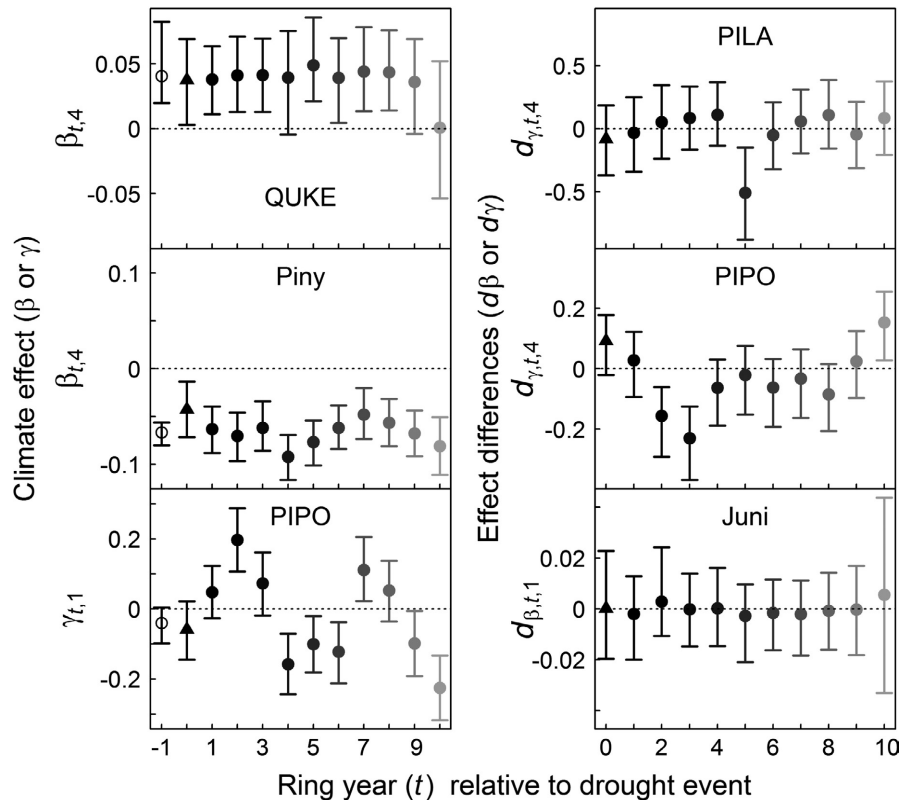 QUKE
0.05
0
-0.05
β_{t,4}
Piny
0.1
0
-0.1
β_{t,4}
PIPO
0.2
0
-0.2
γ_{t,1}
-1 1 3 5 7 9
Climate effect (β or γ)
PILA
0.5
0
-0.5
d_{γ,t,4}
PIPO
0.2
0
-0.2
d_{γ,t,4}
Juni
0.02
0
-0.02
d_{β,t,1}
0 2 4 6 8 10
Effect differences (dβ or dγ)
Ring year (t) relative to drought event